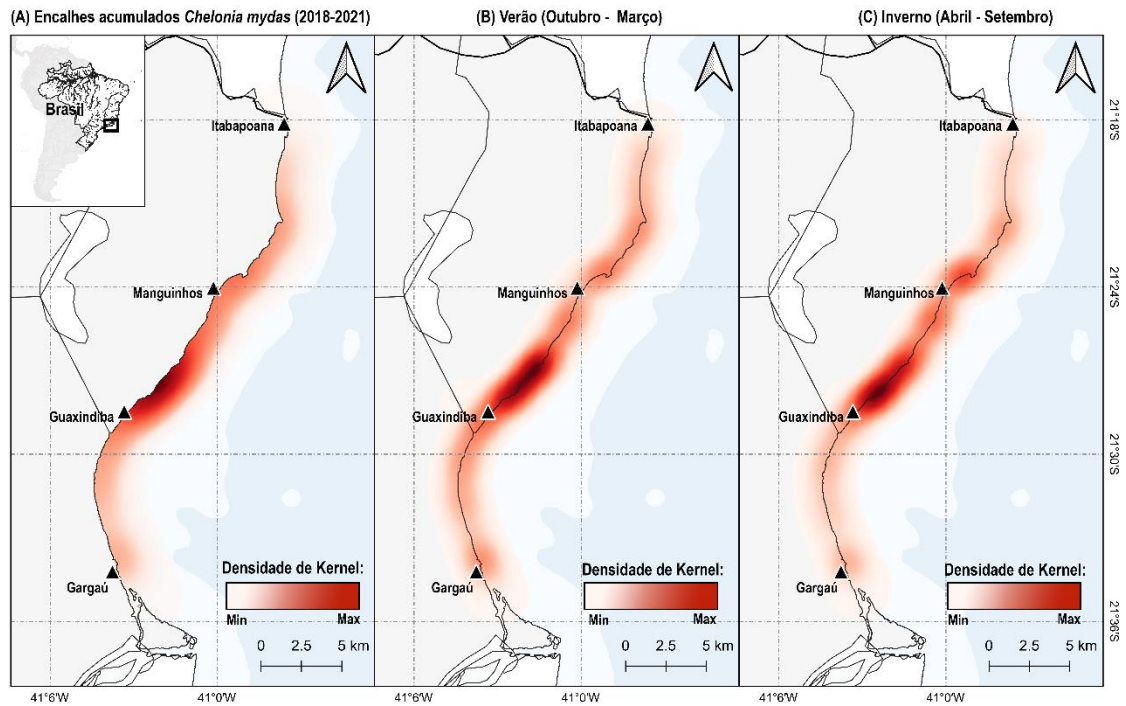 (A) Encalhes acumulados Chelonia mydas (2018-2021)
(B) Verão (Outubro - Março)
(C) Inverno (Abril - Setembro)
Brasil
Itabapoana
Manguinhos
Guaxindiba
Gargaú
Densidade de Kernel:
Min Max
0 2.5 5 km
Itabapoana
Manguinhos
Guaxindiba
Gargaú
Densidade de Kernel:
Min Max
0 2.5 5 km
Itabapoana
Manguinhos
Guaxindiba
Gargaú
Densidade de Kernel:
Min Max
0 2.5 5 km
21°18'S
21°24'S
21°30'S
21°36'S
41°6'W 41°0'W 41°6'W 41°0'W 41°6'W 41°0'W